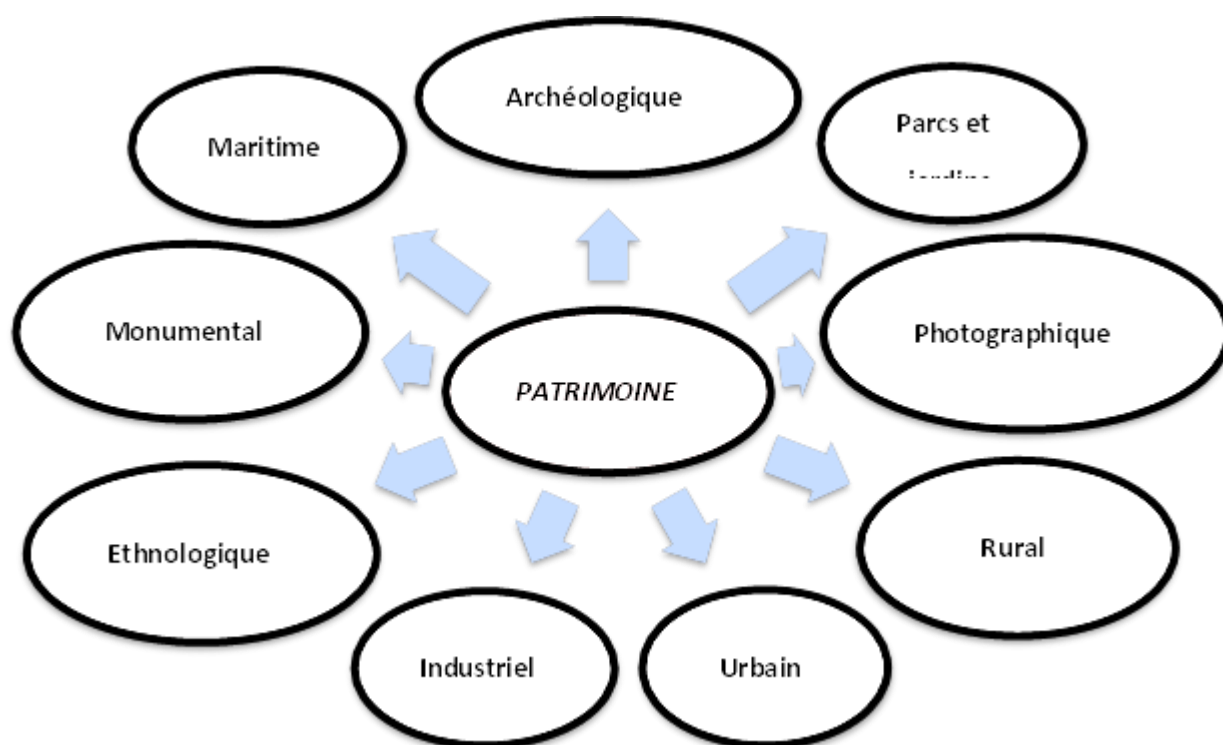 Archéologique
Parcs et
Maritime
Monumental
Photographique
PATRIMOINE
Ethnologique
Rural
Industriel
Urbain